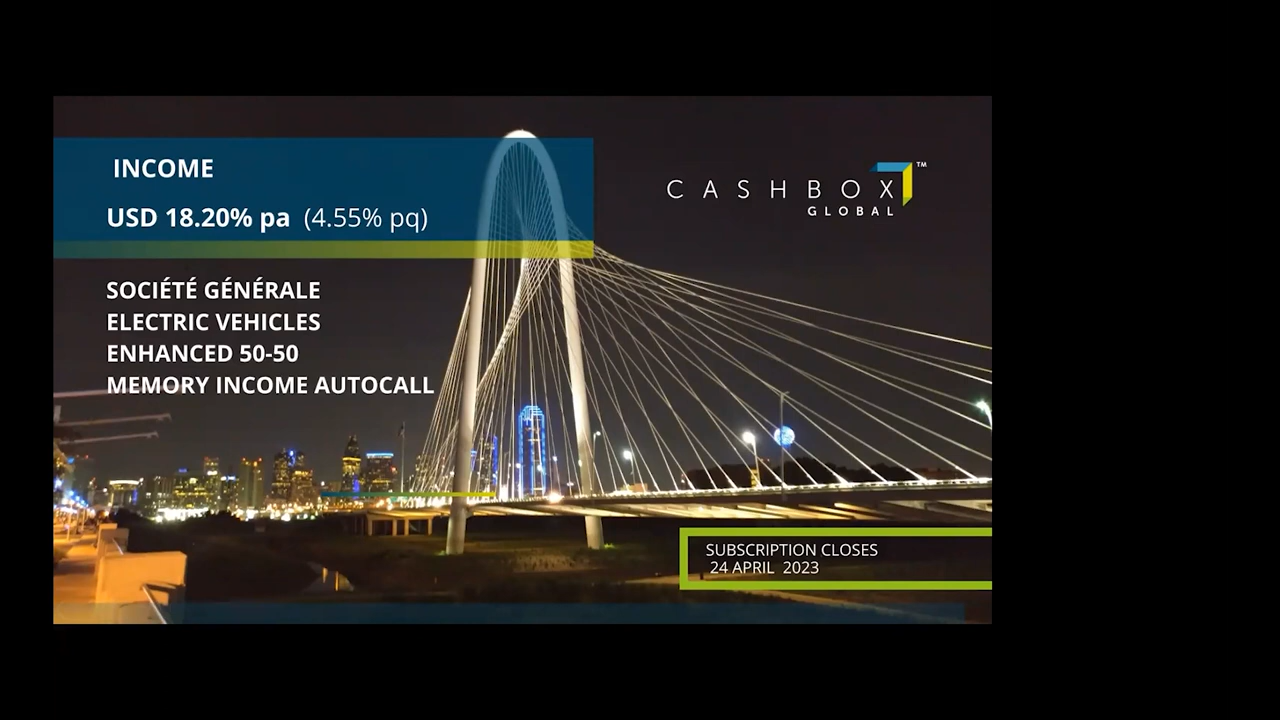 INCOME
USD 18.20% pa (4.55% pq)
CASHBOX™
GLOBAL
SOCIÉTÉ GÉNÉRALE
ELECTRIC VEHICLES
ENHANCED 50-50
MEMORY INCOME AUTOCALL
SUBSCRIPTION CLOSES
24 APRIL 2023